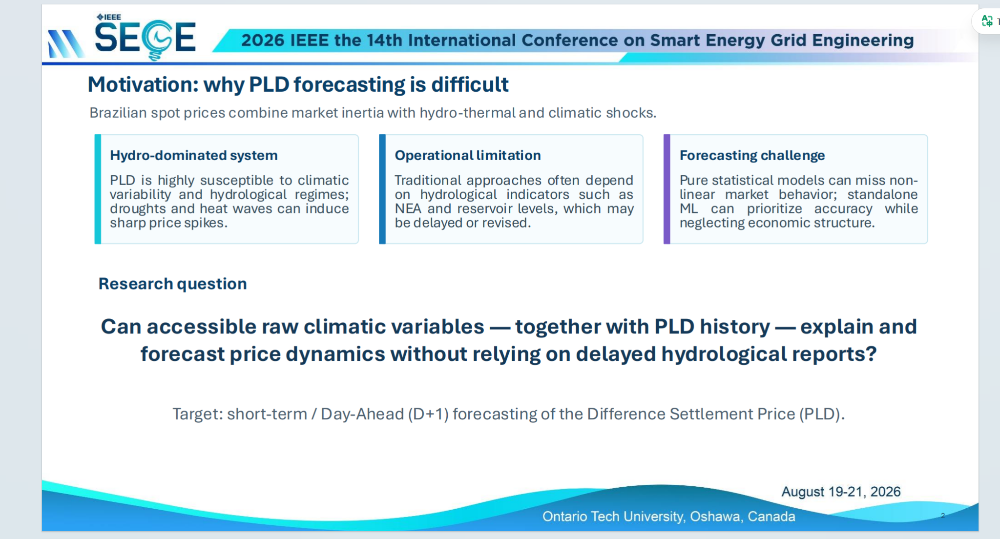 IEEE
SEGE
2026 IEEE the 14th International Conference on Smart Energy Grid Engineering
T
Motivation: why PLD forecasting is difficult
Brazilian spot prices combine market inertia with hydro-thermal and climatic shocks.
Hydro-dominated system
PLD is highly susceptible to climatic
variability and hydrological regimes;
droughts and heat waves can induce
sharp price spikes.
Operational limitation
Traditional approaches often depend
on hydrological indicators such as
NEA and reservoir levels, which may
be delayed or revised.
Forecasting challenge
Pure statistical models can miss non-
linear market behavior; standalone
ML can prioritize accuracy while
neglecting economic structure.
Research question
Can accessible raw climatic variables — together with PLD history — explain and
forecast price dynamics without relying on delayed hydrological reports?
Target: short-term / Day-Ahead (D+1) forecasting of the Difference Settlement Price (PLD).
August 19-21, 2026
Ontario Tech University, Oshawa, Canada
2